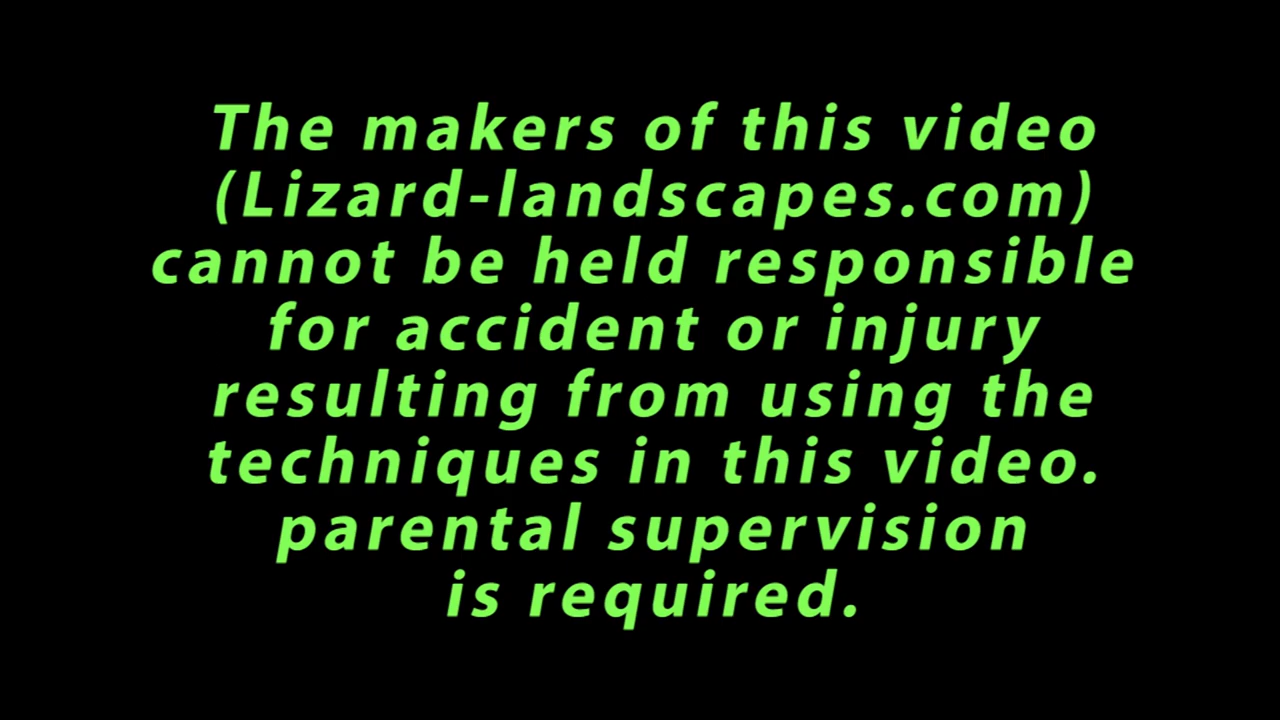 The makers of this video
(Lizard-landscapes.com)
cannot be held responsible
for accident or injury
resulting from using the
techniques in this video.
parental supervision
is required.